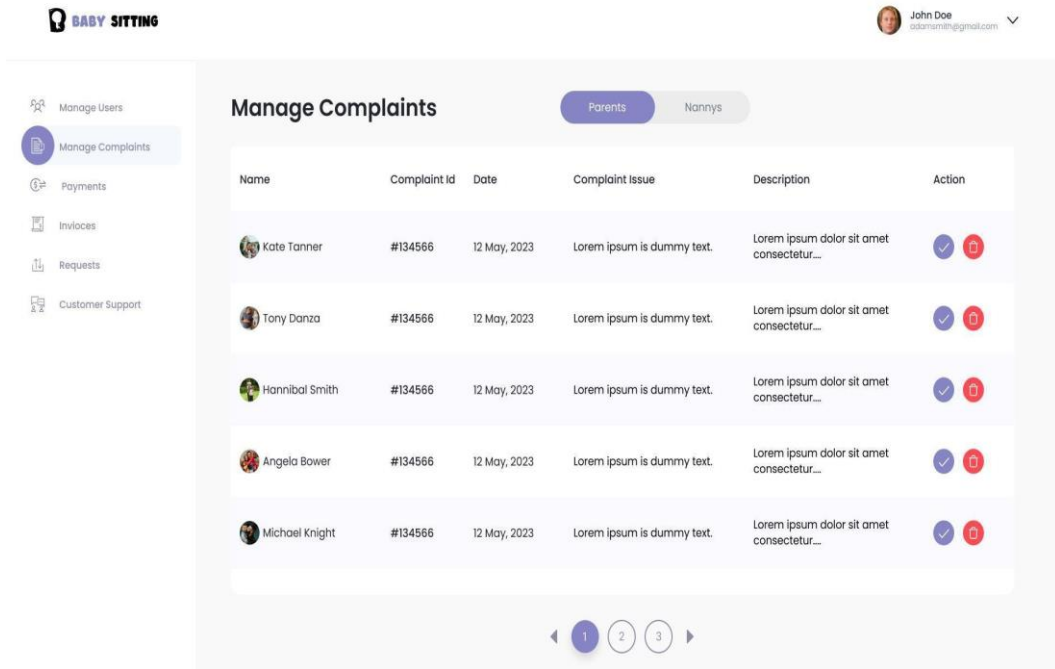 BABY SITTING
John Doe
adamsmith@gmail.com
Manage Users
Manage Complaints
Payments
Invioces
Requests
Customer Support
Manage Complaints
Parents Nannys
Name Complaint Id Date Complaint Issue Description Action
Kate Tanner #134566 12 May, 2023 Lorem ipsum is dummy text. Lorem ipsum dolor sit amet
consectetur....
Tony Danza #134566 12 May, 2023 Lorem ipsum is dummy text. Lorem ipsum dolor sit amet
consectetur....
Hannibal Smith #134566 12 May, 2023 Lorem ipsum is dummy text. Lorem ipsum dolor sit amet
consectetur....
Angela Bower #134566 12 May, 2023 Lorem ipsum is dummy text. Lorem ipsum dolor sit amet
consectetur....
Michael Knight #134566 12 May, 2023 Lorem ipsum is dummy text. Lorem ipsum dolor sit amet
consectetur....
1 2 3